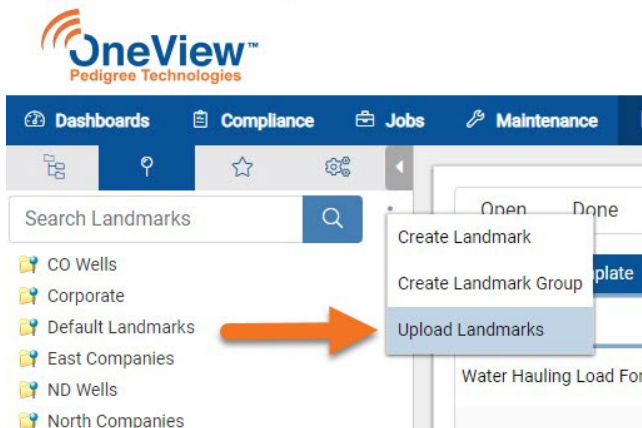 OneView™
Pedigree Technologies
Dashboards Compliance Jobs Maintenance
Search Landmarks
Create Landmark
Create Landmark Group
Upload Landmarks
CO Wells
Corporate
Default Landmarks
East Companies
ND Wells
North Companies
Open Done
plate
Water Hauling Load For